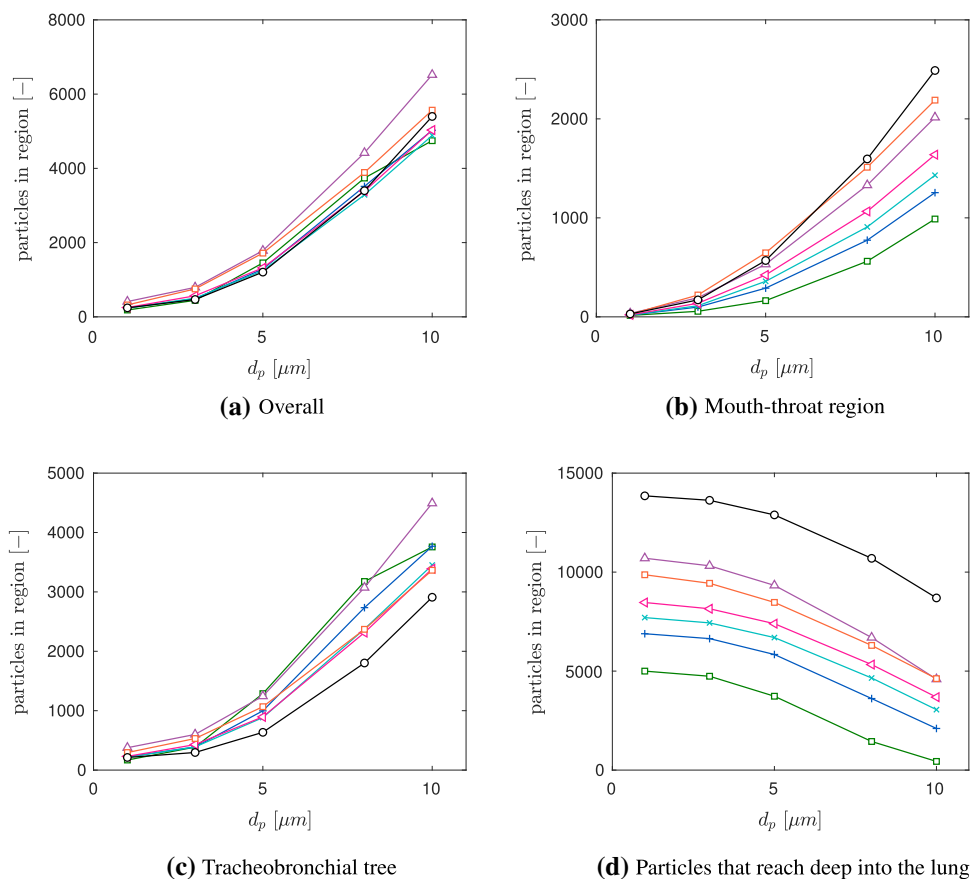 8000
6000
4000
2000
0
0
5
10
particles in region [−]
d_p [μm]
(a) Overall
3000
2000
1000
0
0
5
10
particles in region [−]
d_p [μm]
(b) Mouth-throat region
5000
4000
3000
2000
1000
0
0
5
10
particles in region [−]
d_p [μm]
(c) Tracheobronchial tree
15000
10000
5000
0
0
5
10
particles in region [−]
d_p [μm]
(d) Particles that reach deep into the lung